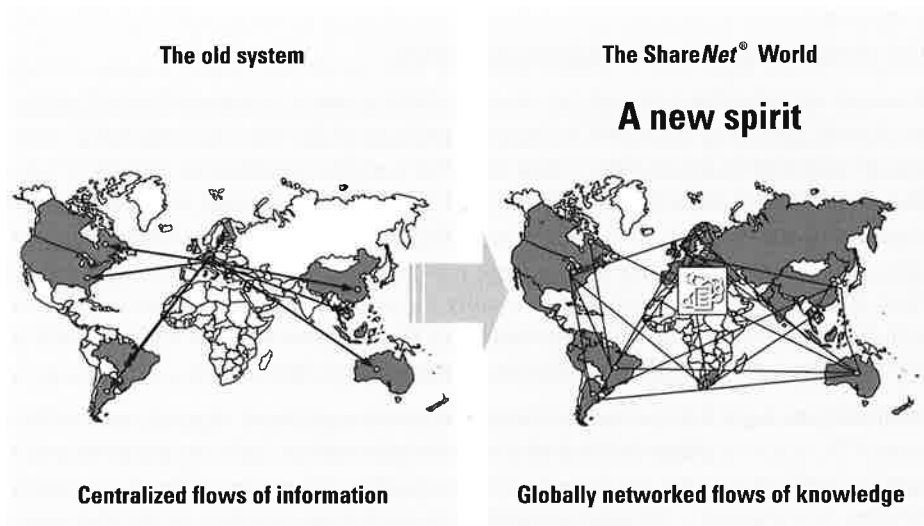 The old system
Centralized flows of information
The ShareNet® World
A new spirit
Globally networked flows of knowledge